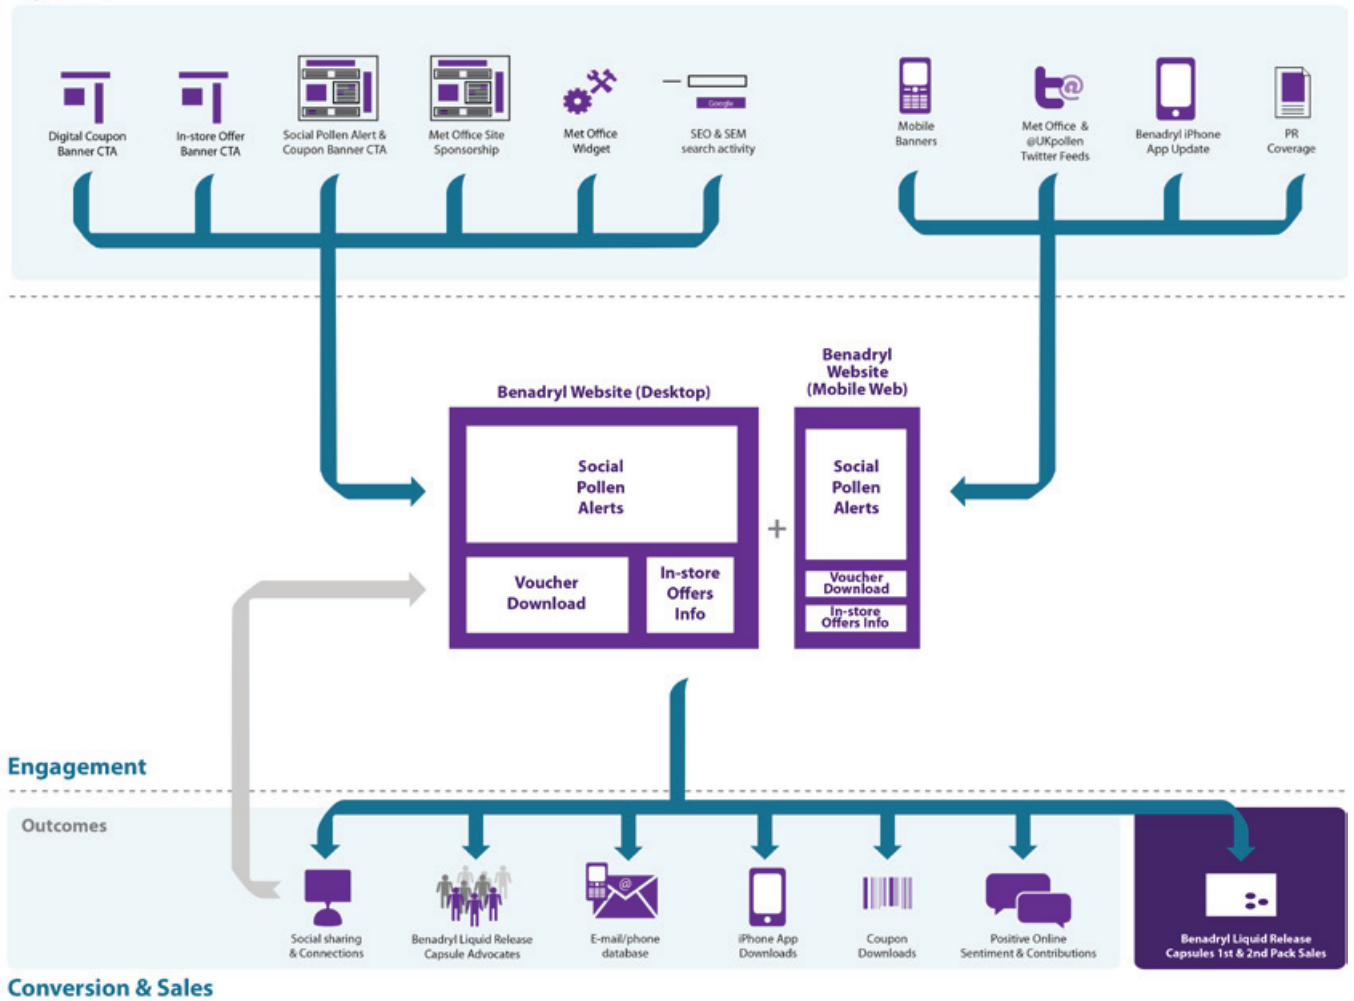 Digital Coupon
Banner CTA
In-store Offer
Banner CTA
Social Pollen Alert &
Coupon Banner CTA
Met Office Site
Sponsorship
Met Office
Widget
Google
SEO & SEM
search activity
Mobile
Banners
@
Met Office &
@UKpollen
Twitter Feeds
Benadryl iPhone
App Update
PR
Coverage
Benadryl Website (Desktop)
Social
Pollen
Alerts
Voucher
Download
In-store
Offers
Info
+
Benadryl
Website
(Mobile Web)
Social
Pollen
Alerts
Voucher
Download
In-store
Offers Info
Engagement
Outcomes
Social sharing
& Connections
Benadryl Liquid Release
Capsule Advocates
@
E-mail/phone
database
iPhone App
Downloads
Coupon
Downloads
Positive Online
Sentiment & Contributions
Benadryl Liquid Release
Capsules 1st & 2nd Pack Sales
Conversion & Sales